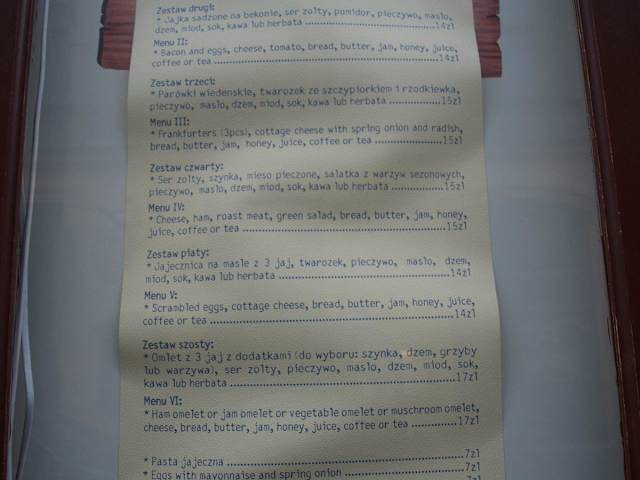 Zestaw drugi:
* Jajka sadzone na bekonie, ser zolty, pomidor, pieczywo, maslo,
dzem, miod, sok, kawa lub herbata ..............................14zl
Menu II:
* Bacon and eggs, cheese, tomato, bread, butter, jam, honey, juice,
coffee or tea ..................................................14zl
Zestaw trzeci:
* Parówki wiedenskie, twarozek ze szczypiorkiem i rzodkiewka,
pieczywo, maslo, dzem, miod, sok, kawa lub herbata ................15zl
Menu III:
* Frankfurters (3pcs), cottage cheese with spring onion and radish,
bread, butter, jam, honey, juice, coffee or tea ...................15zl
Zestaw czwarty:
* Ser zolty, szynka, mieso pieczone, salatka z warzyw sezonowych,
pieczywo, maslo, dzem, miod, sok, kawa lub herbata ..............15zl
Menu IV:
* Cheese, ham, roast meat, green salad, bread, butter, jam, honey,
juice, coffee or tea ............................................15zl
Zestaw piaty:
* Jajecznica na masle z 3 jaj, twarozek, pieczywo, maslo, dzem,
miod, sok, kawa lub herbata ......................................14zl
Menu V:
* Scrambled eggs, cottage cheese, bread, butter, jam, honey, juice,
coffee or tea ....................................................14zl
Zestaw szosty:
* Omlet z 3 jaj z dodatkami (do wyboru: szynka, dzem, grzyby
lub warzywa), ser zolty, pieczywo, maslo, dzem, miod, sok,
kawa lub herbata ..............................................17zl
Menu VI:
* Ham omelet or jam omelet or vegetable omelet or muschroom omelet,
cheese, bread, butter, jam, honey, juice, coffee or tea ............17zl
* Pasta jajeczna .................................................7zl
* Eggs with mayonnaise and spring onion ..........................7zl